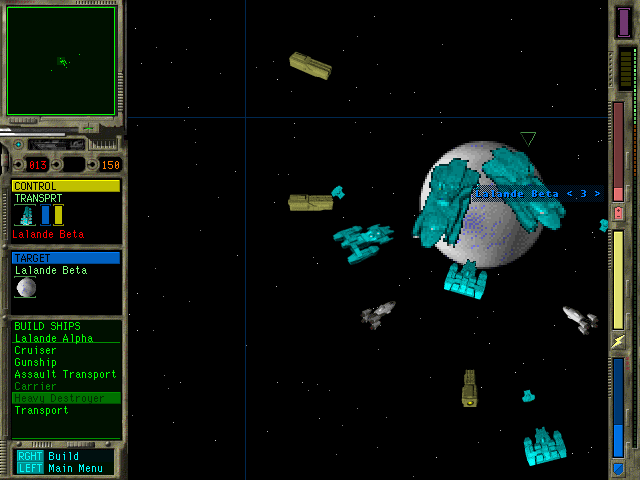 013 150
CONTROL
TRANSPRT
Lalande Beta
TARGET
Lalande Beta
BUILD SHIPS
Lalande Alpha
Cruiser
Gunship
Assault Transport
Carrier
Heavy Destroyer
Transport
RGHT Build
LEFT Main Menu
Lalande Beta < 3 >